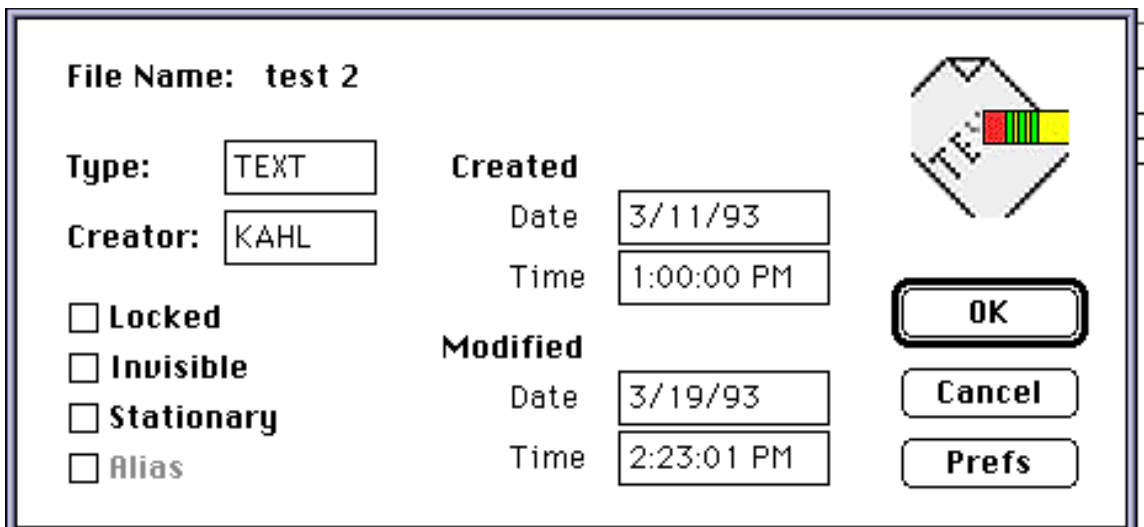 File Name: test 2
Type: TEXT
Creator: KAHL
Locked
Invisible
Stationary
Alias
Created
Date 3/11/93
Time 1:00:00 PM
Modified
Date 3/19/93
Time 2:23:01 PM
OK
Cancel
Prefs